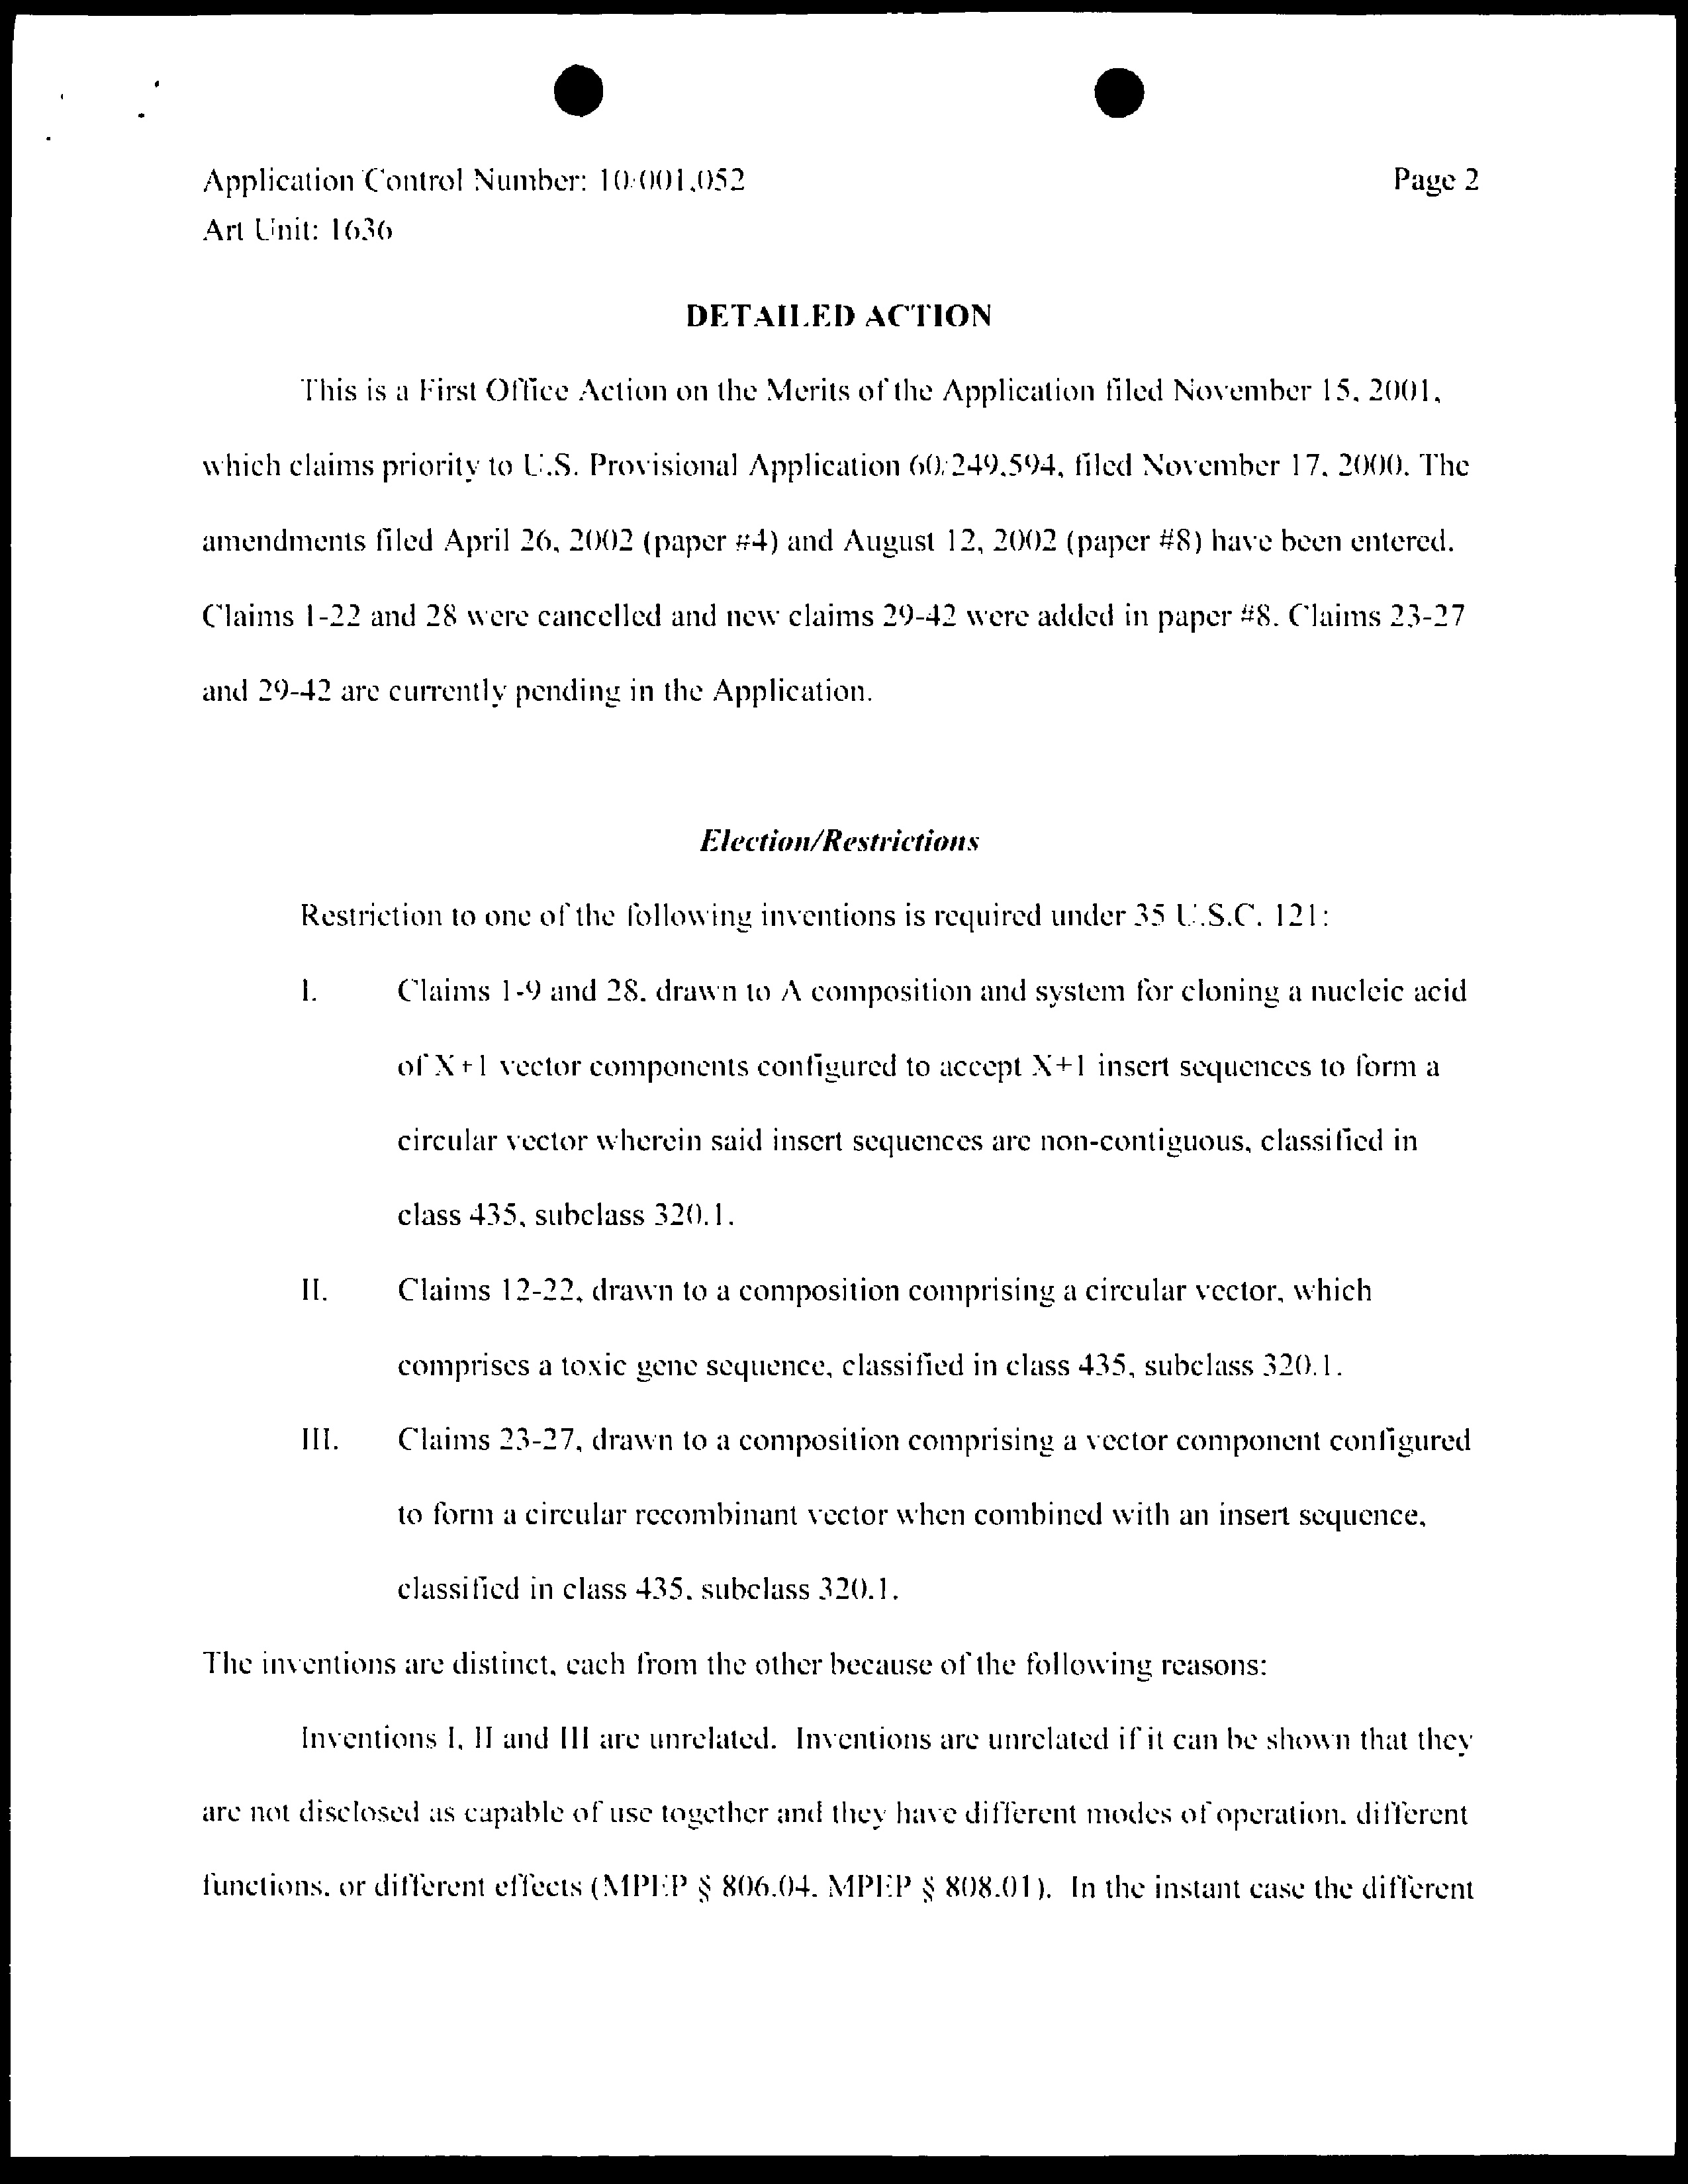 Application Control Number: 10/001,052
Page 2
Art Unit: 1636
DETAILED ACTION
This is a First Office Action on the Merits of the Application filed November 15, 2001,
which claims priority to U.S. Provisional Application 60/249,594, filed November 17, 2000. The
amendments filed April 26, 2002 (paper #4) and August 12, 2002 (paper #8) have been entered.
Claims 1-22 and 28 were cancelled and new claims 29-42 were added in paper #8. Claims 23-27
and 29-42 are currently pending in the Application.
Election/Restrictions
Restriction to one of the following inventions is required under 35 U.S.C. 121:
I. Claims 1-9 and 28, drawn to A composition and system for cloning a nucleic acid
of X+1 vector components configured to accept X+1 insert sequences to form a
circular vector wherein said insert sequences are non-contiguous, classified in
class 435, subclass 320.1.
II. Claims 12-22, drawn to a composition comprising a circular vector, which
comprises a toxic gene sequence, classified in class 435, subclass 320.1.
III. Claims 23-27, drawn to a composition comprising a vector component configured
to form a circular recombinant vector when combined with an insert sequence,
classified in class 435, subclass 320.1.
The inventions are distinct, each from the other because of the following reasons:
Inventions I, II and III are unrelated. Inventions are unrelated if it can be shown that they
are not disclosed as capable of use together and they have different modes of operation, different
functions, or different effects (MPEP § 806.04, MPEP § 808.01). In the instant case the different